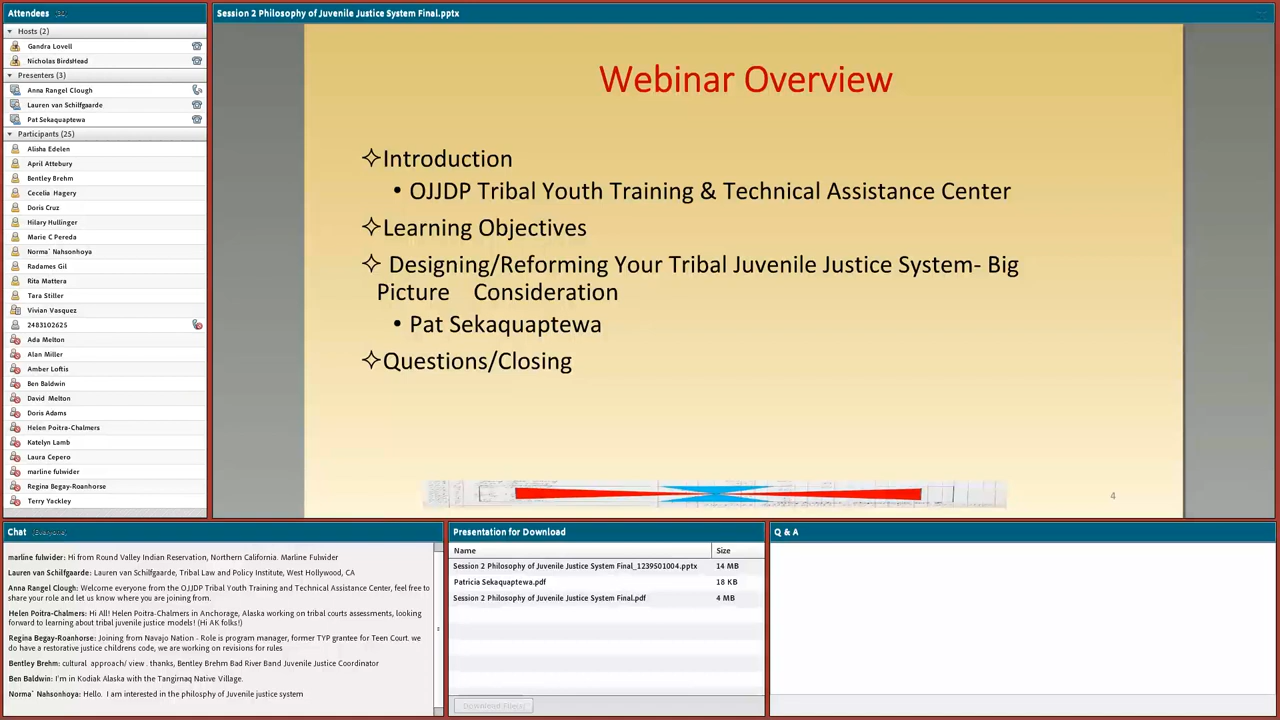 Attendees
Session 2 Philosophy of Juvenile Justice System Final.pptx
Hosts (2)
Gandra Lovell
Nicholas BirdsHead
Presenters (3)
Anna Rangel Clough
Lauren van Schilfgaarde
Pat Sekaquaptewa
Participants (25)
Alisha Edelen
April Attebury
Bentley Brehm
Cecelia Hagery
Doris Cruz
Hilary Hullinger
Marie C Pereda
Norma` Nahsonhoya
Radames Gil
Rita Mattera
Tara Stiller
Vivian Vasquez
2483102625
Ada Melton
Alan Miller
Amber Loftis
Ben Baldwin
David Melton
Doris Adams
Helen Poitra-Chalmers
Katelyn Lamb
Laura Cepero
marline fulwider
Regina Begay-Roanhorse
Terry Yackley
Webinar Overview
✧Introduction
• OJJDP Tribal Youth Training & Technical Assistance Center
✧Learning Objectives
✧ Designing/Reforming Your Tribal Juvenile Justice System- Big
Picture Consideration
• Pat Sekaquaptewa
✧Questions/Closing
4
Chat (Everyone)
marline fulwider: Hi from Round Valley Indian Reservation, Northern California. Marline Fulwider
Lauren van Schilfgaarde: Lauren van Schilfgaarde, Tribal Law and Policy Institute, West Hollywood, CA
Anna Rangel Clough: Welcome everyone from the OJJDP Tribal Youth Training and Technical Assistance Center, feel free to
share your role and let us know where you are joining from.
Helen Poitra-Chalmers: Hi All! Helen Poitra-Chalmers in Anchorage, Alaska working on tribal courts assessments, looking
forward to learning about tribal juvenile justice models! (Hi AK folks!)
Regina Begay-Roanhorse: Joining from Navajo Nation - Role is program manager, former TYP grantee for Teen Court. we
do have a restorative justice childrens code, we are working on revisions for rules
Bentley Brehm: cultural approach/ view . thanks, Bentley Brehm Bad River Band Juvenile Justice Coordinator
Ben Baldwin: I'm in Kodiak Alaska with the Tangirnaq Native Village.
Norma` Nahsonhoya: Hello. I am interested in the philosphy of Juvenile justice system
Presentation for Download
Name Size
Session 2 Philosophy of Juvenile Justice System Final_1239501004.pptx 14 MB
Patricia Sekaquaptewa.pdf 18 KB
Session 2 Philosophy of Juvenile Justice System Final.pdf 4 MB
Download File(s)
Q & A